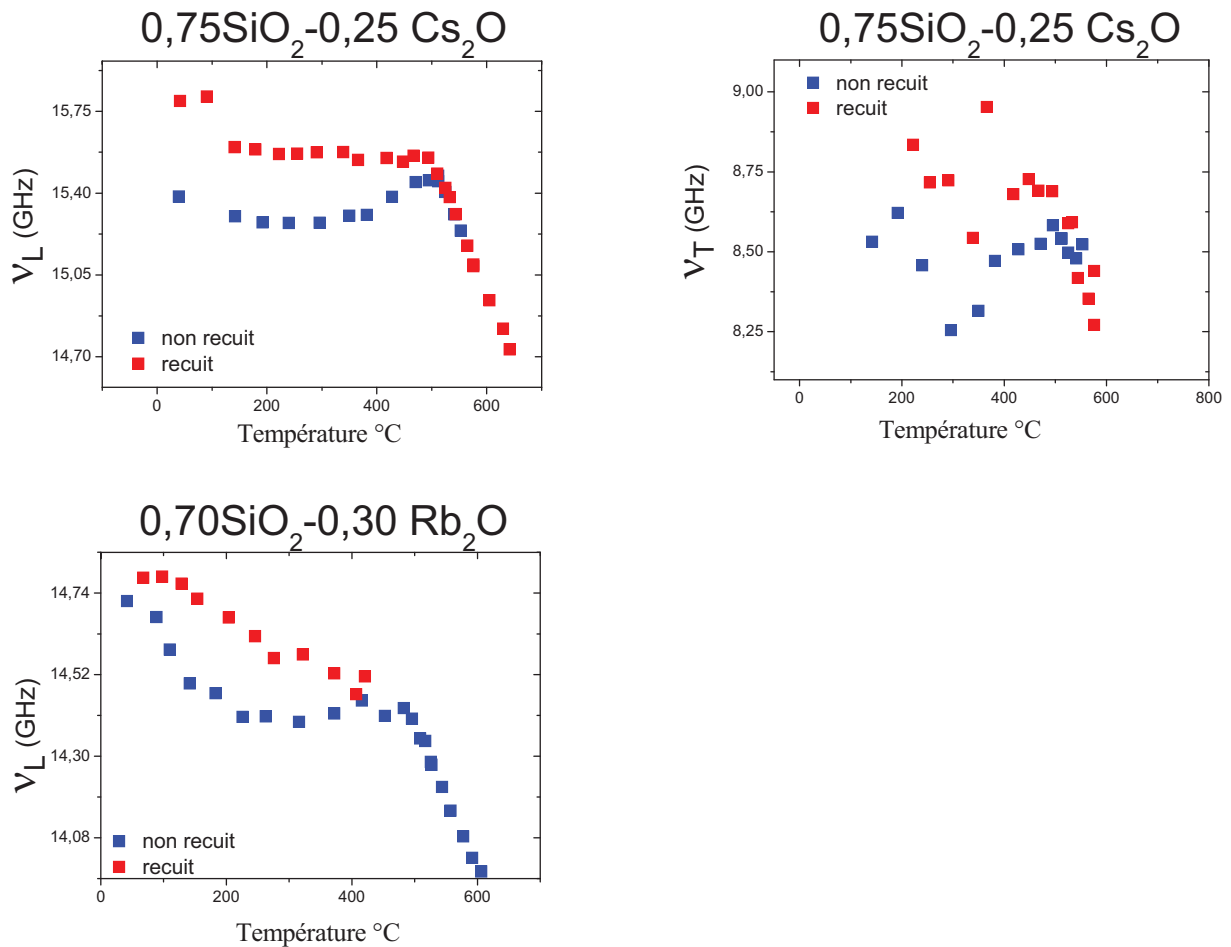 0,75SiO₂-0,25 Cs₂O
15,75
15,40
15,05
14,70
ν_L (GHz)
non recuit
recuit
0 200 400 600
Température °C
0,75SiO₂-0,25 Cs₂O
non recuit
recuit
9,00
8,75
8,50
8,25
ν_T (GHz)
0 200 400 600 800
Température °C
0,70SiO₂-0,30 Rb₂O
14,74
14,52
14,30
14,08
ν_L (GHz)
non recuit
recuit
0 200 400 600
Température °C